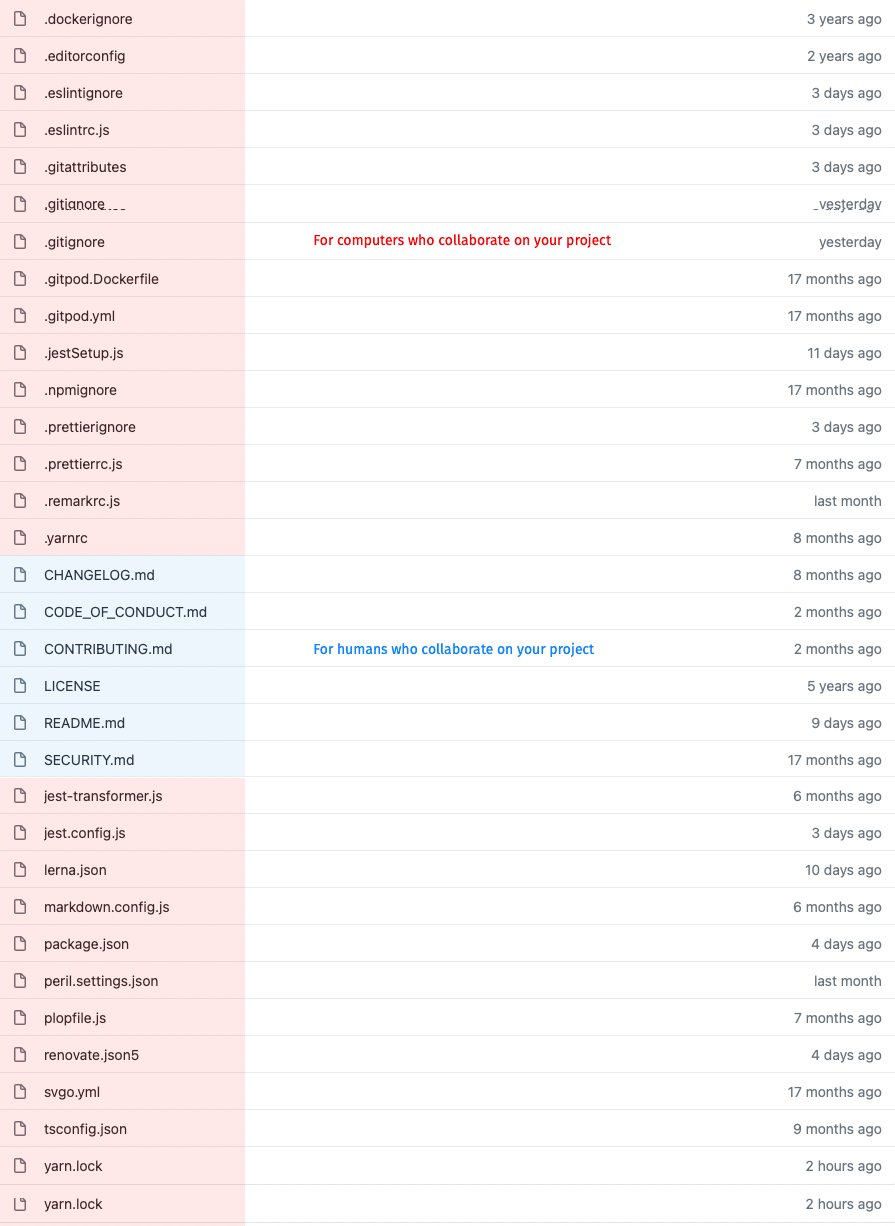 .dockerignore 3 years ago
.editorconfig 2 years ago
.eslintignore 3 days ago
.eslintrc.js 3 days ago
.gitattributes 3 days ago
.gitignore yesterday
.gitignore For computers who collaborate on your project yesterday
.gitpod.Dockerfile 17 months ago
.gitpod.yml 17 months ago
.jestSetup.js 11 days ago
.npmignore 17 months ago
.prettierignore 3 days ago
.prettierrc.js 7 months ago
.remarkrc.js last month
.yarnrc 8 months ago
CHANGELOG.md 8 months ago
CODE_OF_CONDUCT.md 2 months ago
CONTRIBUTING.md For humans who collaborate on your project 2 months ago
LICENSE 5 years ago
README.md 9 days ago
SECURITY.md 17 months ago
jest-transformer.js 6 months ago
jest.config.js 3 days ago
lerna.json 10 days ago
markdown.config.js 6 months ago
package.json 4 days ago
peril.settings.json last month
plopfile.js 7 months ago
renovate.json5 4 days ago
svgo.yml 17 months ago
tsconfig.json 9 months ago
yarn.lock 2 hours ago
yarn.lock 2 hours ago